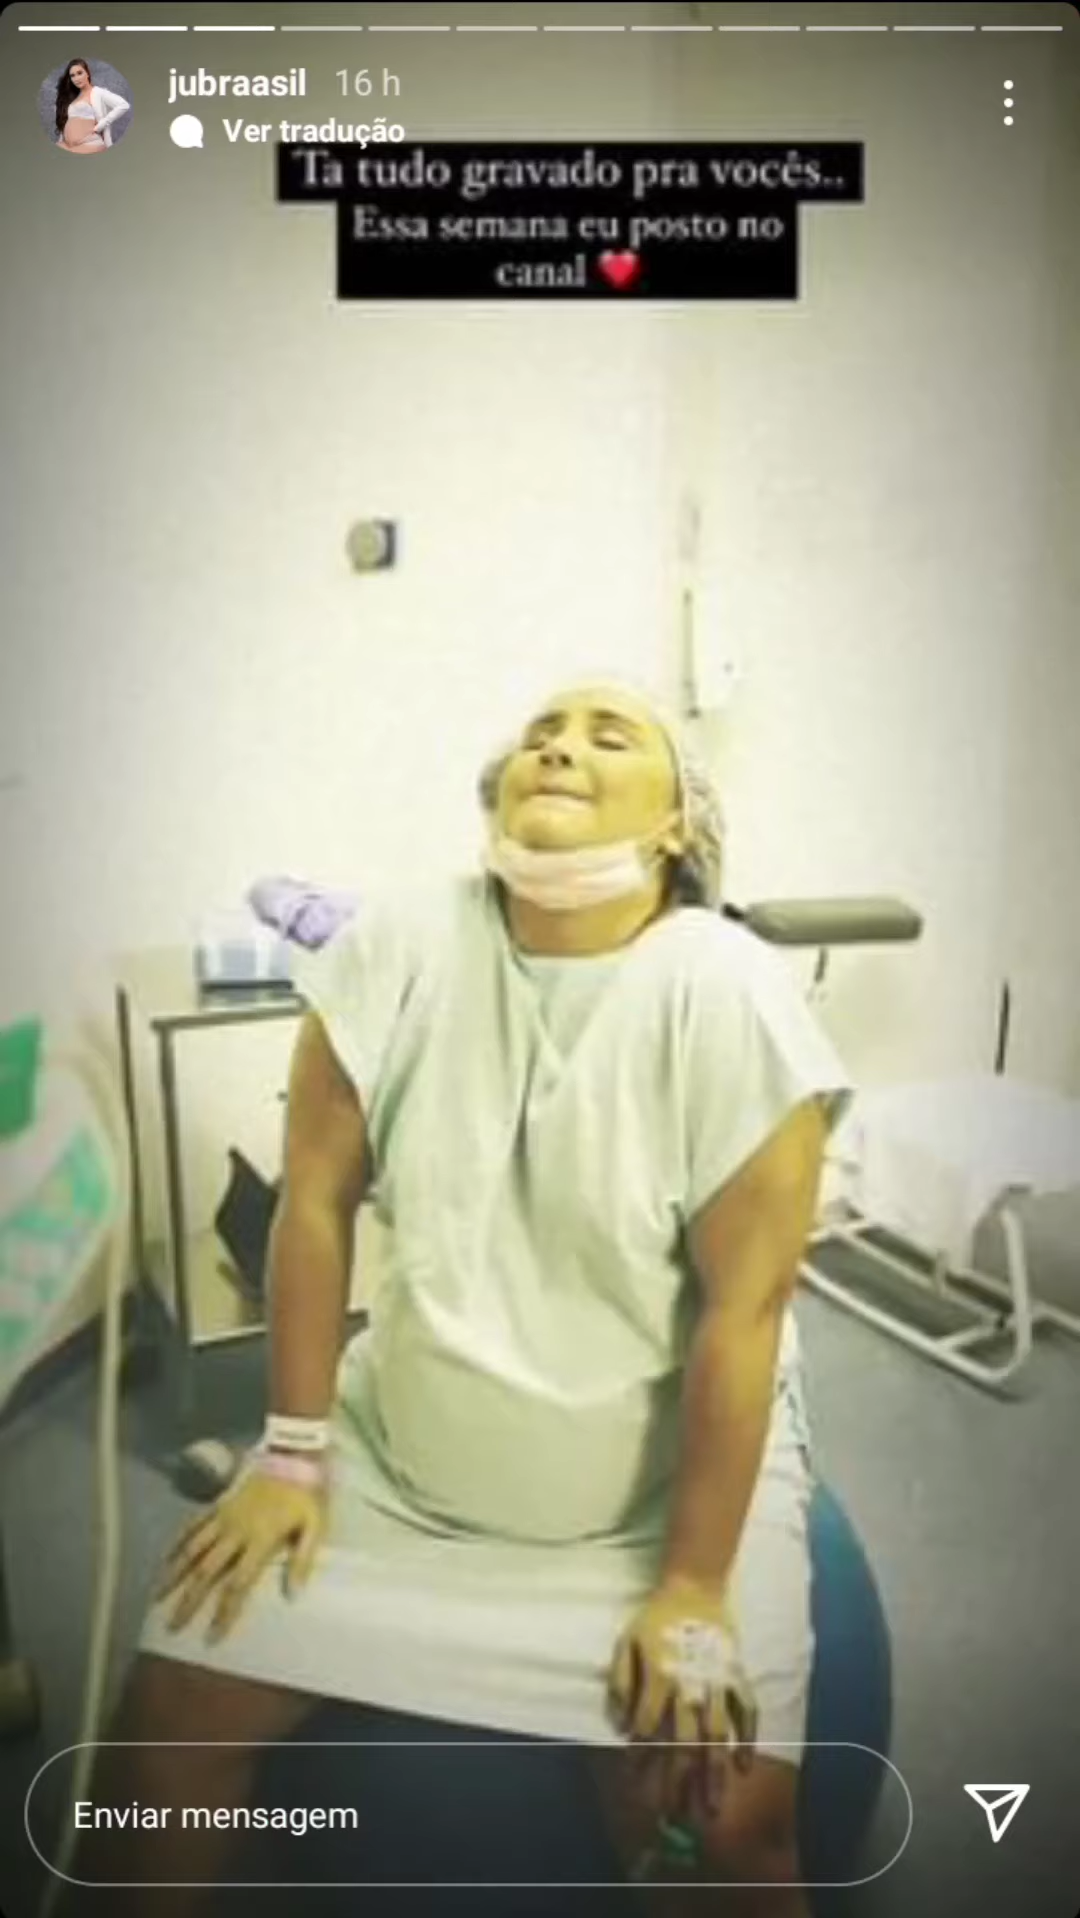 jubraasil 16 h
Ver tradução
Ta tudo gravado pra vocês..
Essa semana eu posto no
canal ❤️
Enviar mensagem